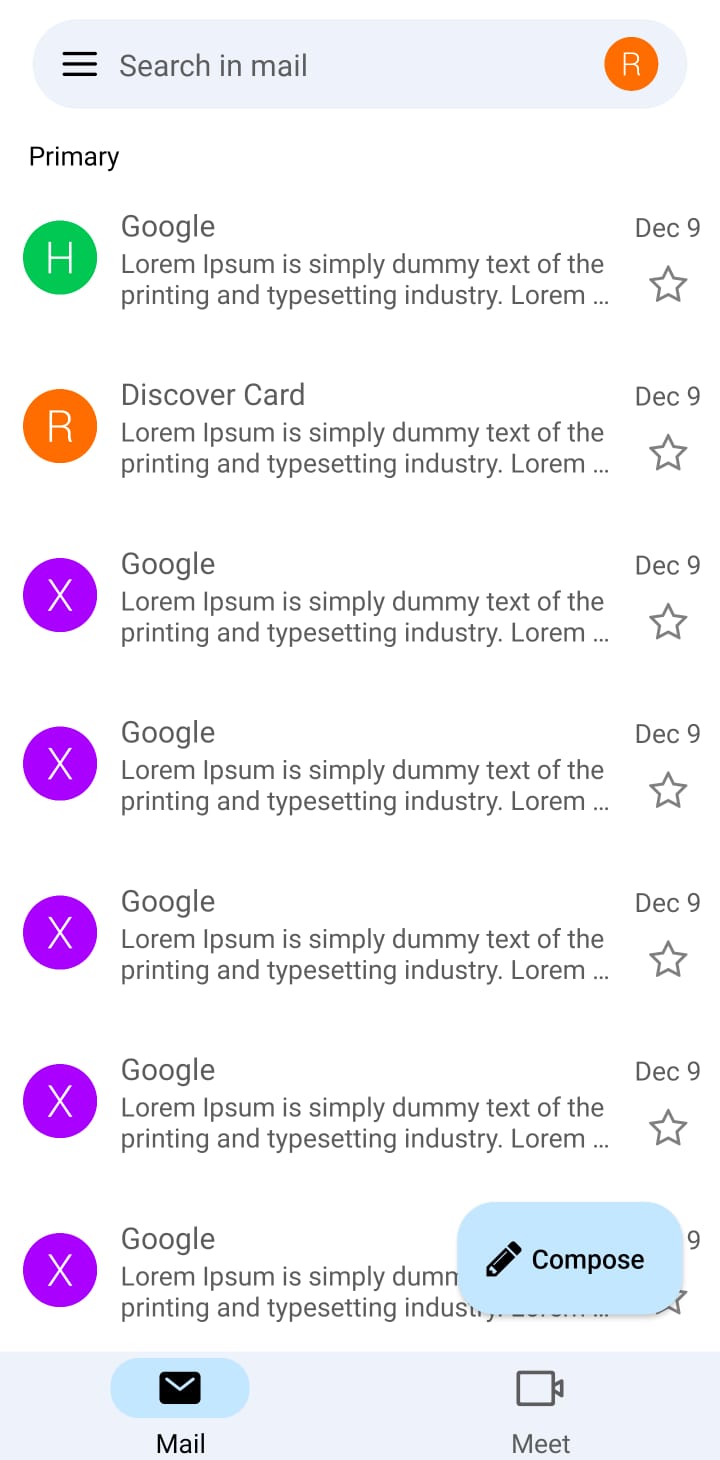 Search in mail
R
Primary
Google
Dec 9
H
Lorem Ipsum is simply dummy text of the
printing and typesetting industry. Lorem ...
Discover Card
Dec 9
R
Lorem Ipsum is simply dummy text of the
printing and typesetting industry. Lorem ...
Google
Dec 9
X
Lorem Ipsum is simply dummy text of the
printing and typesetting industry. Lorem ...
Google
Dec 9
X
Lorem Ipsum is simply dummy text of the
printing and typesetting industry. Lorem ...
Google
Dec 9
X
Lorem Ipsum is simply dummy text of the
printing and typesetting industry. Lorem ...
Google
Dec 9
X
Lorem Ipsum is simply dummy text of the
printing and typesetting industry. Lorem ...
Google
9
X
Lorem Ipsum is simply
printing and typesetting
Compose
Mail
Meet